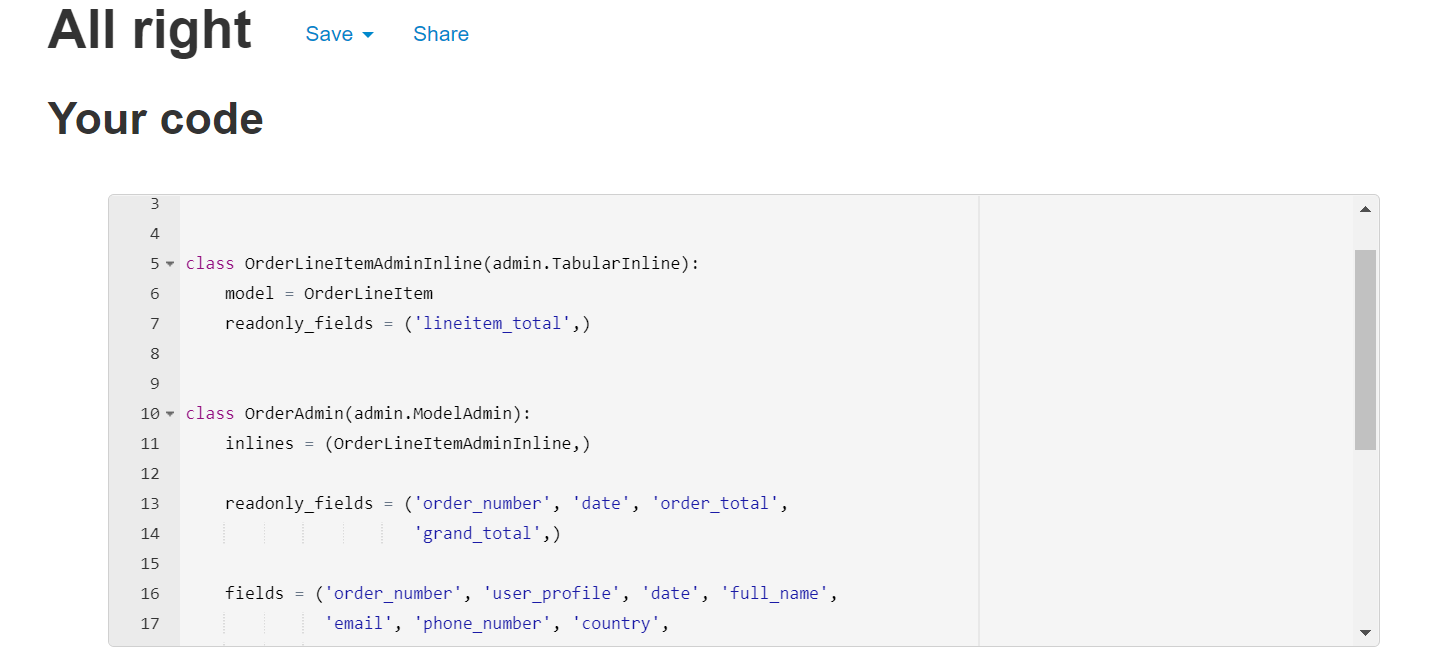 All right Save Share
Your code
3
4
5 class OrderLineItemAdminInline(admin.TabularInline):
6 model = OrderLineItem
7 readonly_fields = ('lineitem_total',)
8
9
10 class OrderAdmin(admin.ModelAdmin):
11 inlines = (OrderLineItemAdminInline,)
12
13 readonly_fields = ('order_number', 'date', 'order_total',
14 'grand_total',)
15
16 fields = ('order_number', 'user_profile', 'date', 'full_name',
17 'email', 'phone_number', 'country',